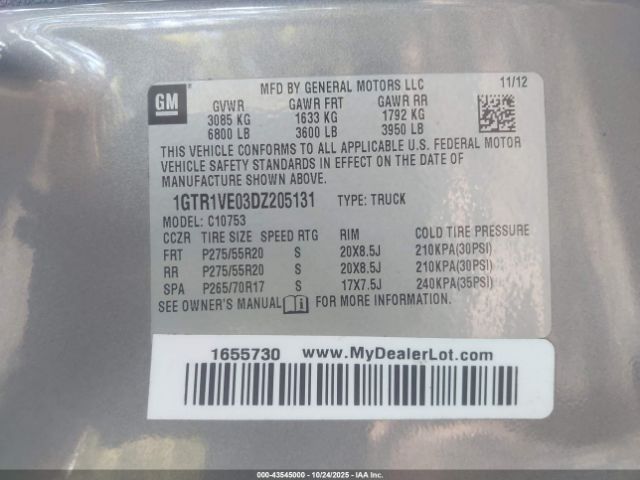 GM
MFD BY GENERAL MOTORS LLC 11/12
GVWR GAWR FRT GAWR RR
3085 KG 1633 KG 1792 KG
6800 LB 3600 LB 3950 LB
THIS VEHICLE CONFORMS TO ALL APPLICABLE U.S. FEDERAL MOTOR
VEHICLE SAFETY STANDARDS IN EFFECT ON THE DATE OF
MANUFACTURE SHOWN ABOVE.
1GTR1VE03DZ205131 TYPE: TRUCK
MODEL: C10753
CCZR TIRE SIZE SPEED RTG RIM COLD TIRE PRESSURE
FRT P275/55R20 S 20X8.5J 210KPA(30PSI)
RR P275/55R20 S 20X8.5J 210KPA(30PSI)
SPA P265/70R17 S 17X7.5J 240KPA(35PSI)
SEE OWNER'S MANUAL FOR MORE INFORMATION.
1655730 www.MyDealerLot.com
000-43545000 - 10/24/2025 - IAA, Inc.